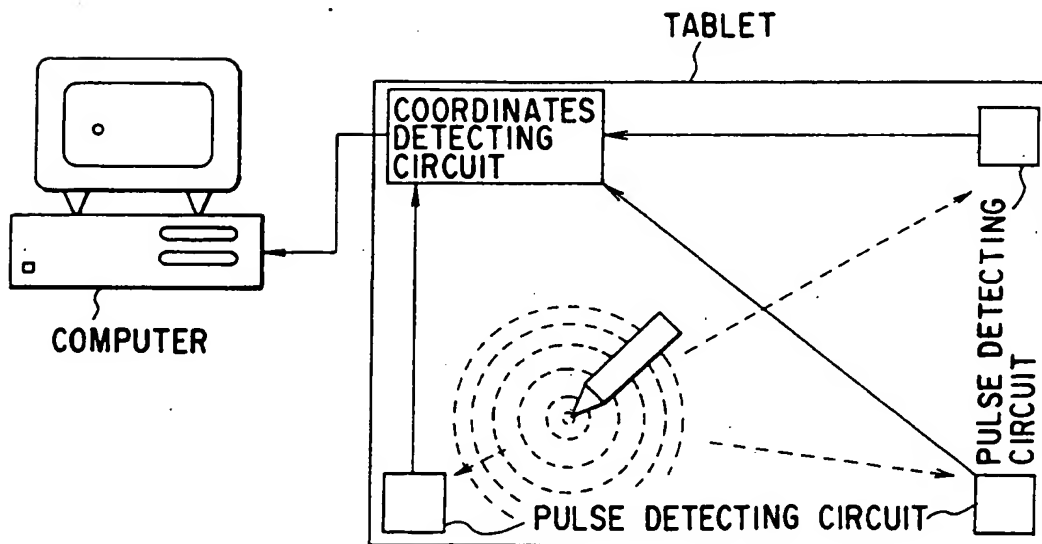 TABLET
COORDINATES
DETECTING
CIRCUIT
COMPUTER
PULSE DETECTING
CIRCUIT
PULSE DETECTING CIRCUIT